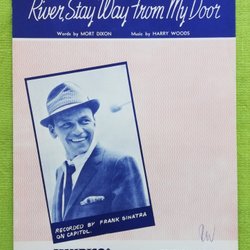 River, Stay 'Way From My Door
Words by MORT DIXON Music by HARRY WOODS
RECORDED BY FRANK SINATRA
ON CAPITOL.